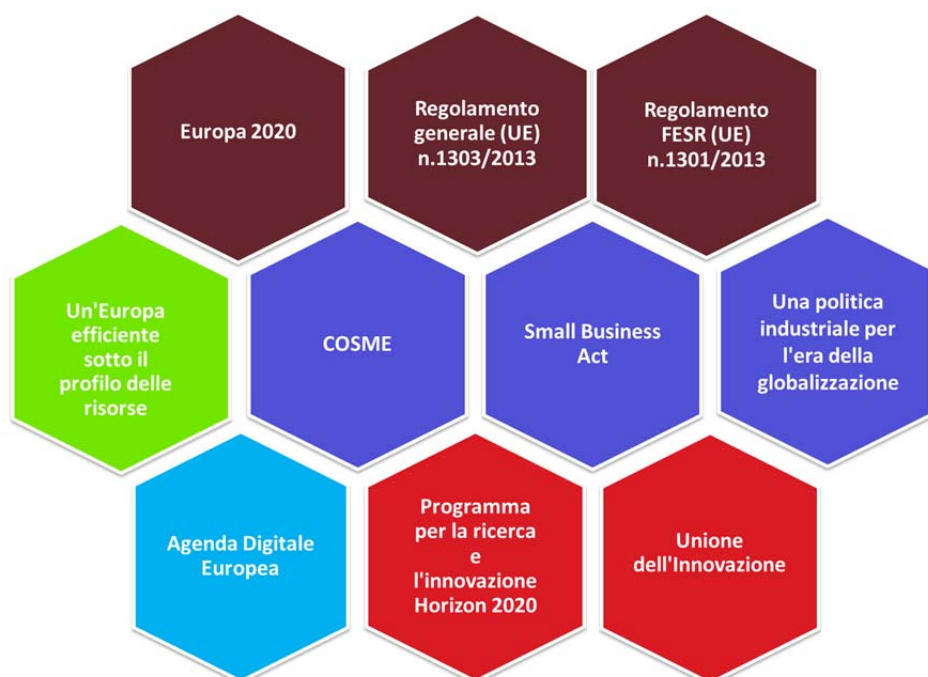 Europa 2020
Regolamento
generale (UE)
n.1303/2013
Regolamento
FESR (UE)
n.1301/2013
Un'Europa
efficiente
sotto il
profilo delle
risorse
COSME
Small Business
Act
Una politica
industriale per
l'era della
globalizzazione
Agenda Digitale
Europea
Programma
per la ricerca
e
l'innovazione
Horizon 2020
Unione
dell'Innovazione